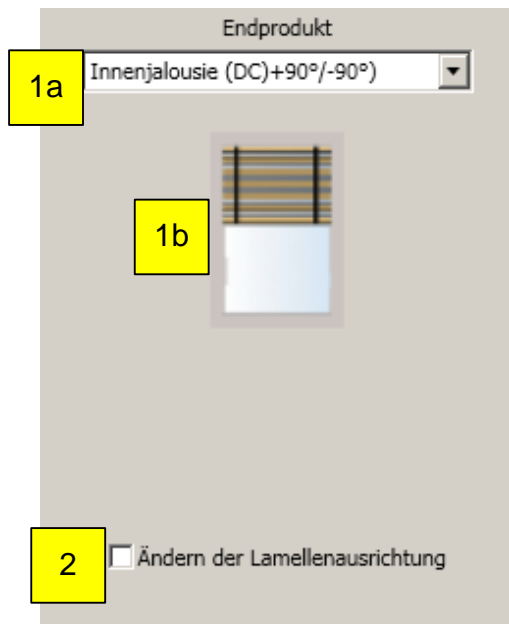 Endprodukt
1a
Innenjalousie (DC)+90°/-90°)
1b
2
Ändern der Lamellenausrichtung